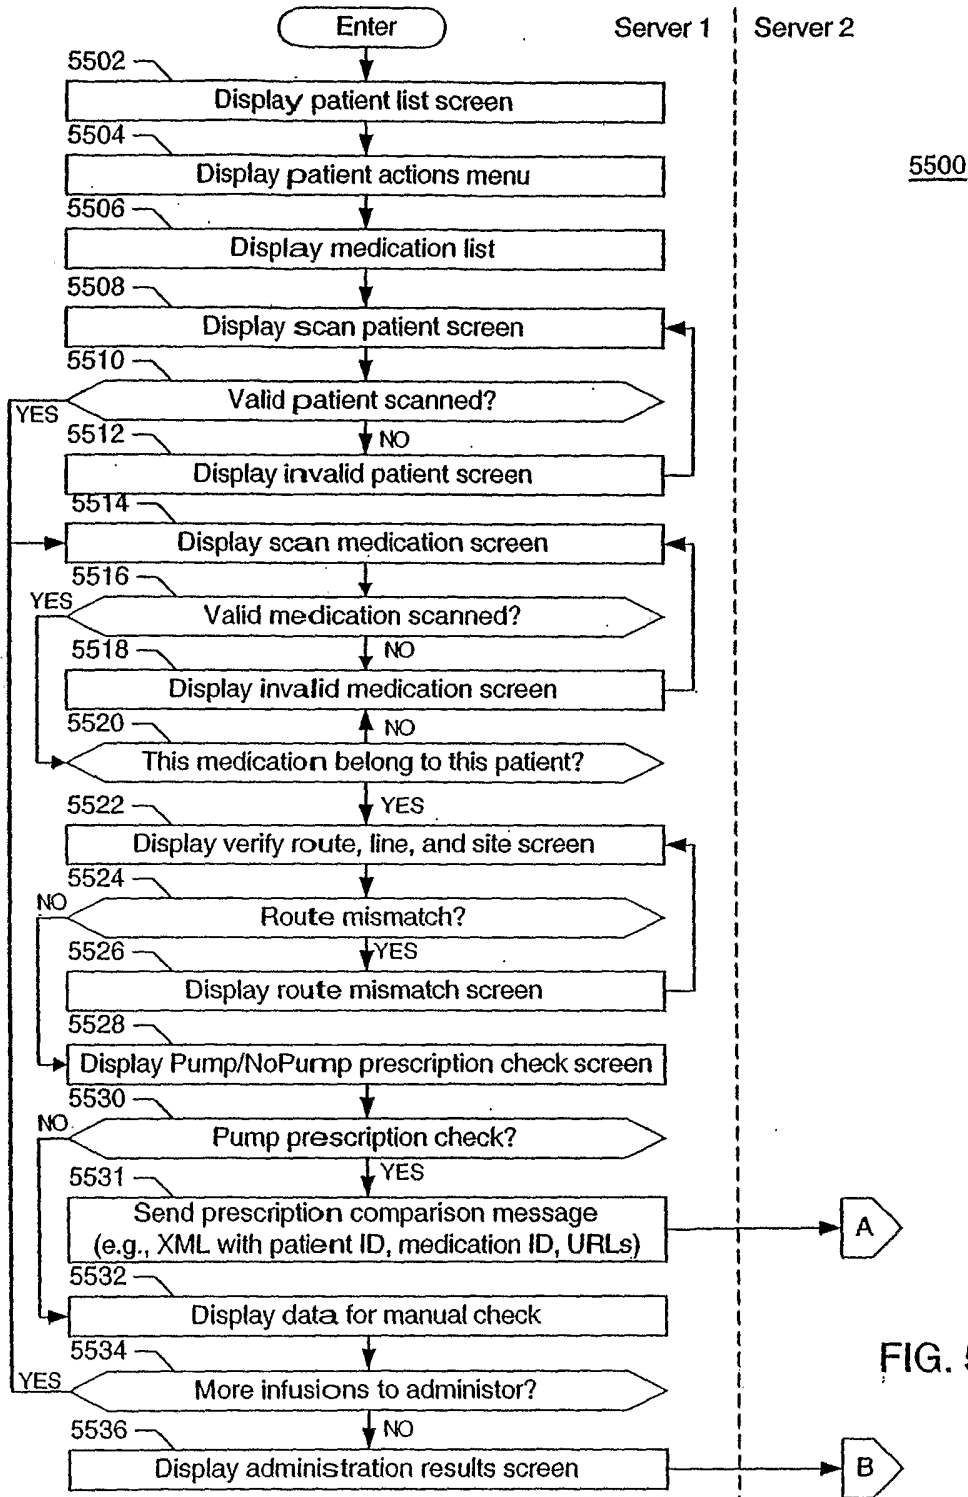 Enter
Server 1
Server 2
5500
5502
Display patient list screen
5504
Display patient actions menu
5506
Display medication list
5508
Display scan patient screen
5510
Valid patient scanned?
YES
NO
5512
Display invalid patient screen
5514
Display scan medication screen
5516
Valid medication scanned?
YES
NO
5518
Display invalid medication screen
NO
5520
This medication belong to this patient?
YES
5522
Display verify route, line, and site screen
5524
Route mismatch?
NO
YES
5526
Display route mismatch screen
5528
Display Pump/NoPump prescription check screen
5530
Pump prescription check?
NO
YES
5531
Send prescription comparison message
(e.g., XML with patient ID, medication ID, URLs)
A
5532
Display data for manual check
5534
More infusions to administor?
YES
NO
FIG. 5
5536
Display administration results screen
B